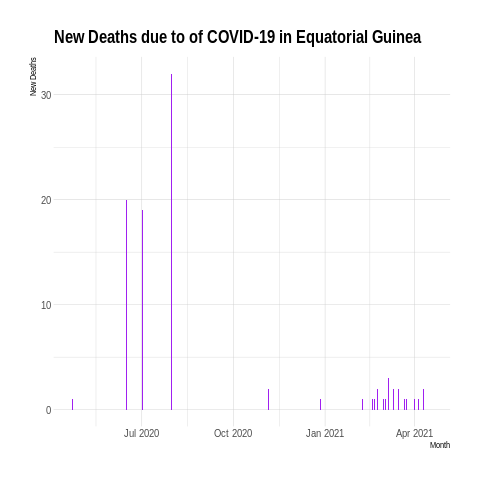 New Deaths due to of COVID-19 in Equatorial Guinea
New Deaths
30
20
10
0
Jul 2020 Oct 2020 Jan 2021 Apr 2021
Month